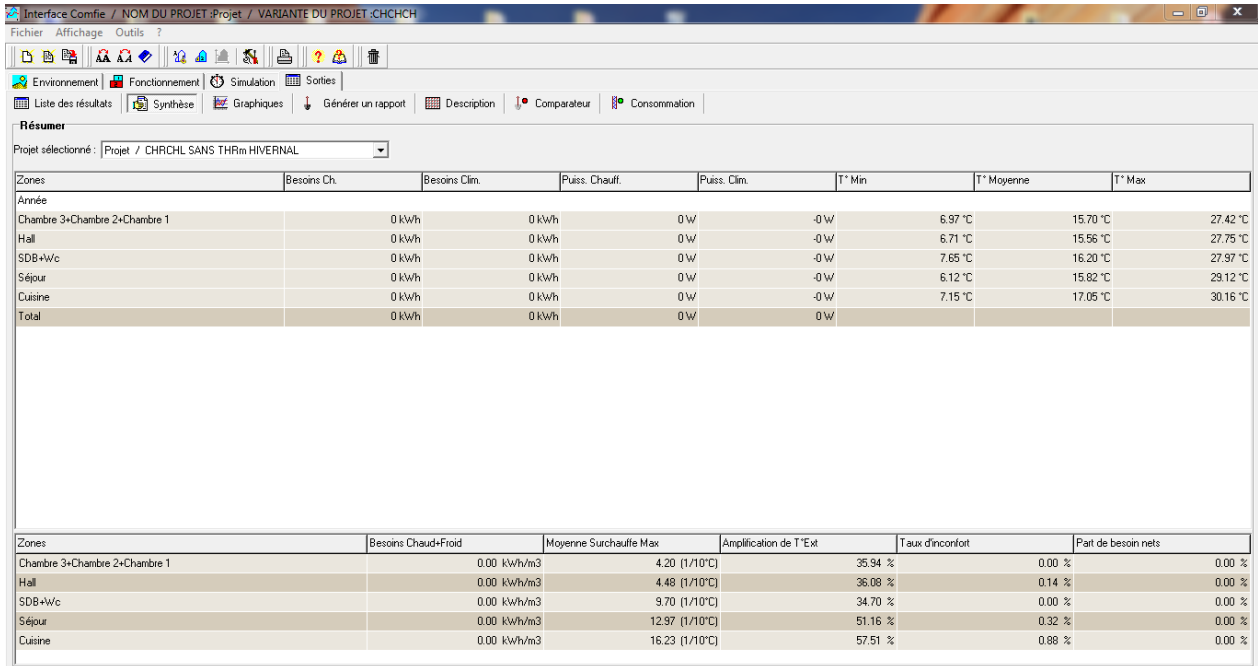 Interface Comfie / NOM DU PROJET :Projet / VARIANTE DU PROJET :CHCHCH
Fichier Affichage Outils ?
Environnement Fonctionnement Simulation Sorties
Liste des résultats Synthèse Graphiques Générer un rapport Description Comparateur Consommation
Résumer
Projet sélectionné : Projet / CHRCHL SANS THRm HIVERNAL
Zones Besoins Ch. Besoins Clim. Puiss. Chauff. Puiss. Clim. T° Min T° Moyenne T° Max
Année
Chambre 3+Chambre 2+Chambre 1 0 kWh 0 kWh 0 W -0 W 6.97 °C 15.70 °C 27.42 °C
Hall 0 kWh 0 kWh 0 W -0 W 6.71 °C 15.56 °C 27.75 °C
SDB+Wc 0 kWh 0 kWh 0 W -0 W 7.65 °C 16.20 °C 27.97 °C
Séjour 0 kWh 0 kWh 0 W -0 W 6.12 °C 15.82 °C 29.12 °C
Cuisine 0 kWh 0 kWh 0 W -0 W 7.15 °C 17.05 °C 30.16 °C
Total 0 kWh 0 kWh 0 W 0 W
Zones Besoins Chaud+Froid Moyenne Surchauffe Max Amplification de T°Ext Taux d'inconfort Part de besoin nets
Chambre 3+Chambre 2+Chambre 1 0.00 kWh/m3 4.20 (1/10°C) 35.94 % 0.00 % 0.00 %
Hall 0.00 kWh/m3 4.48 (1/10°C) 36.08 % 0.14 % 0.00 %
SDB+Wc 0.00 kWh/m3 9.70 (1/10°C) 34.70 % 0.00 % 0.00 %
Séjour 0.00 kWh/m3 12.97 (1/10°C) 51.16 % 0.32 % 0.00 %
Cuisine 0.00 kWh/m3 16.23 (1/10°C) 57.51 % 0.88 % 0.00 %